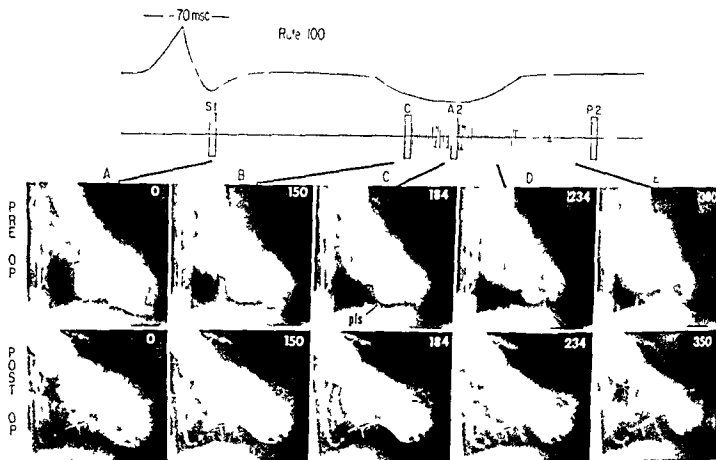 -70 msc
Rate 100
S1 C A2 P2
A B C D E
PRE OP
0 150 184 234
pls
POST OP
0 150 184 234 350